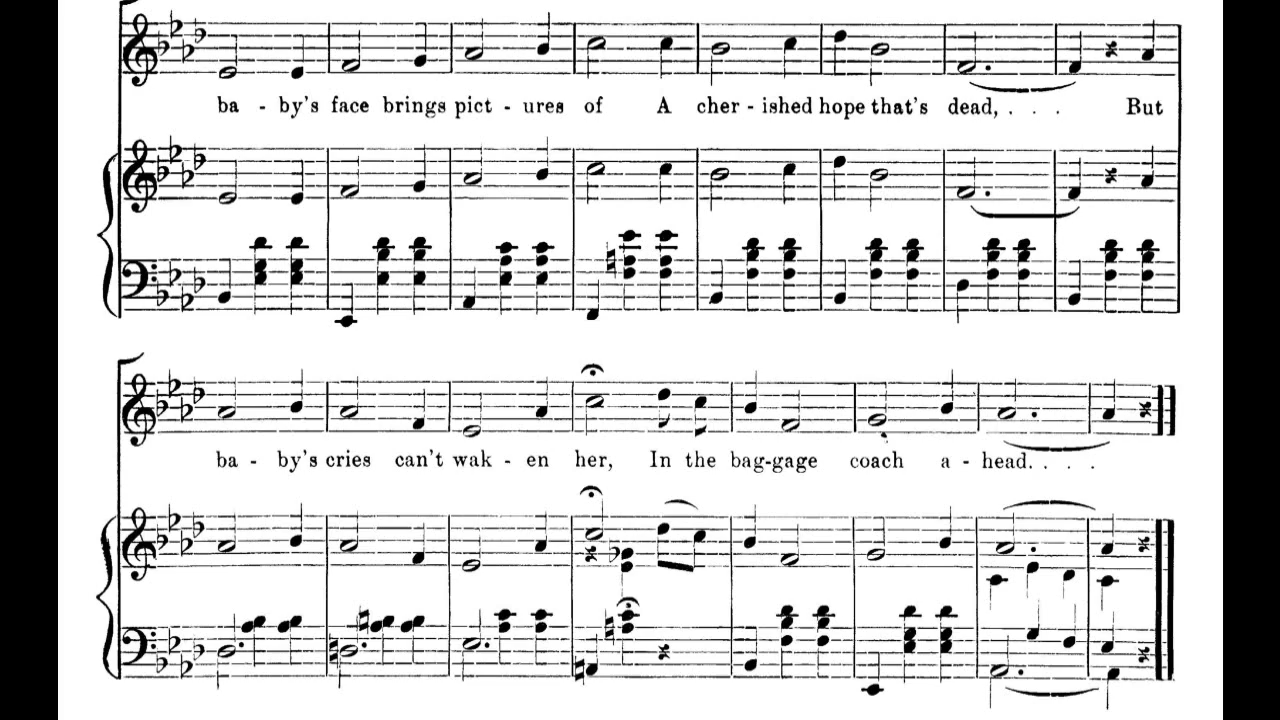 ba - by's face brings pict - ures of A cher - ished hope that's dead, . . . But
ba - by's cries can't wak - en her, In the bag-gage coach a - head. . . .